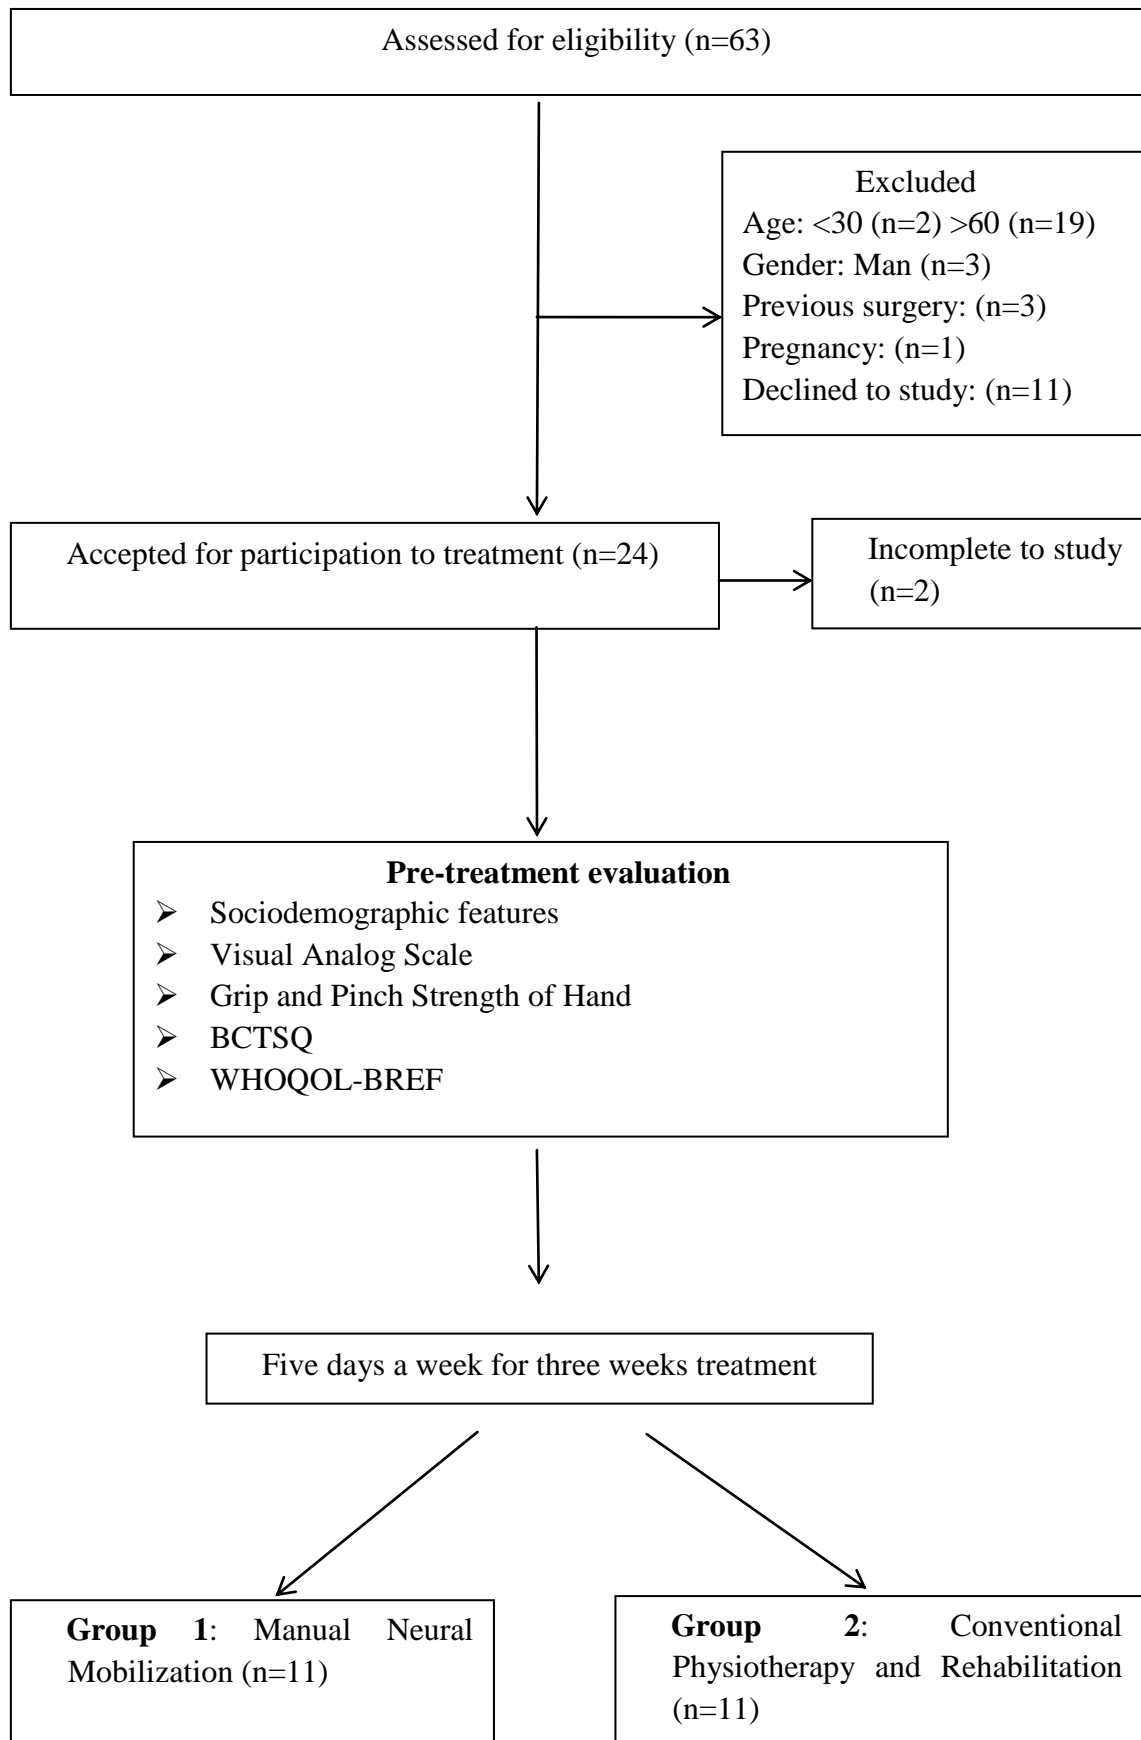 Assessed for eligibility (n=63)
Excluded
Age: <30 (n=2) >60 (n=19)
Gender: Man (n=3)
Previous surgery: (n=3)
Pregnancy: (n=1)
Declined to study: (n=11)
Accepted for participation to treatment (n=24)
Incomplete to study
(n=2)
Pre-treatment evaluation
➢ Sociodemographic features
➢ Visual Analog Scale
➢ Grip and Pinch Strength of Hand
➢ BCTSQ
➢ WHOQOL-BREF
Five days a week for three weeks treatment
Group 1: Manual Neural
Mobilization (n=11)
Group 2: Conventional
Physiotherapy and Rehabilitation
(n=11)